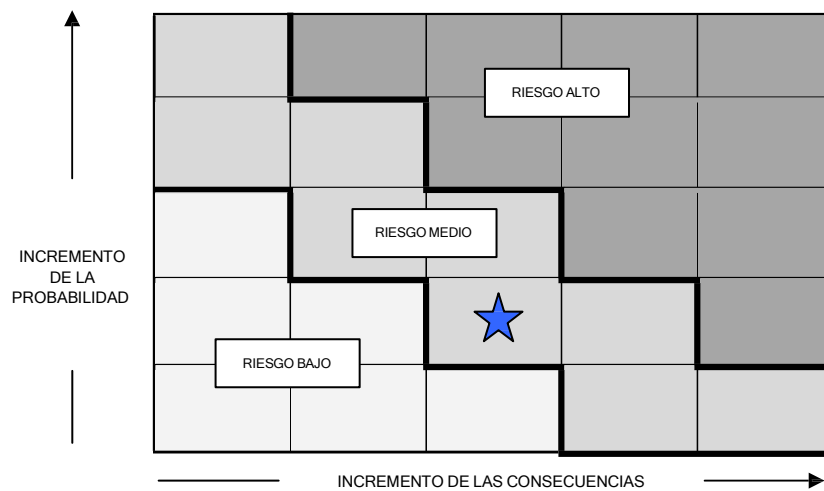 RIESGO ALTO
RIESGO MEDIO
INCREMENTO
DE LA
PROBABILIDAD
RIESGO BAJO
INCREMENTO DE LAS CONSECUENCIAS